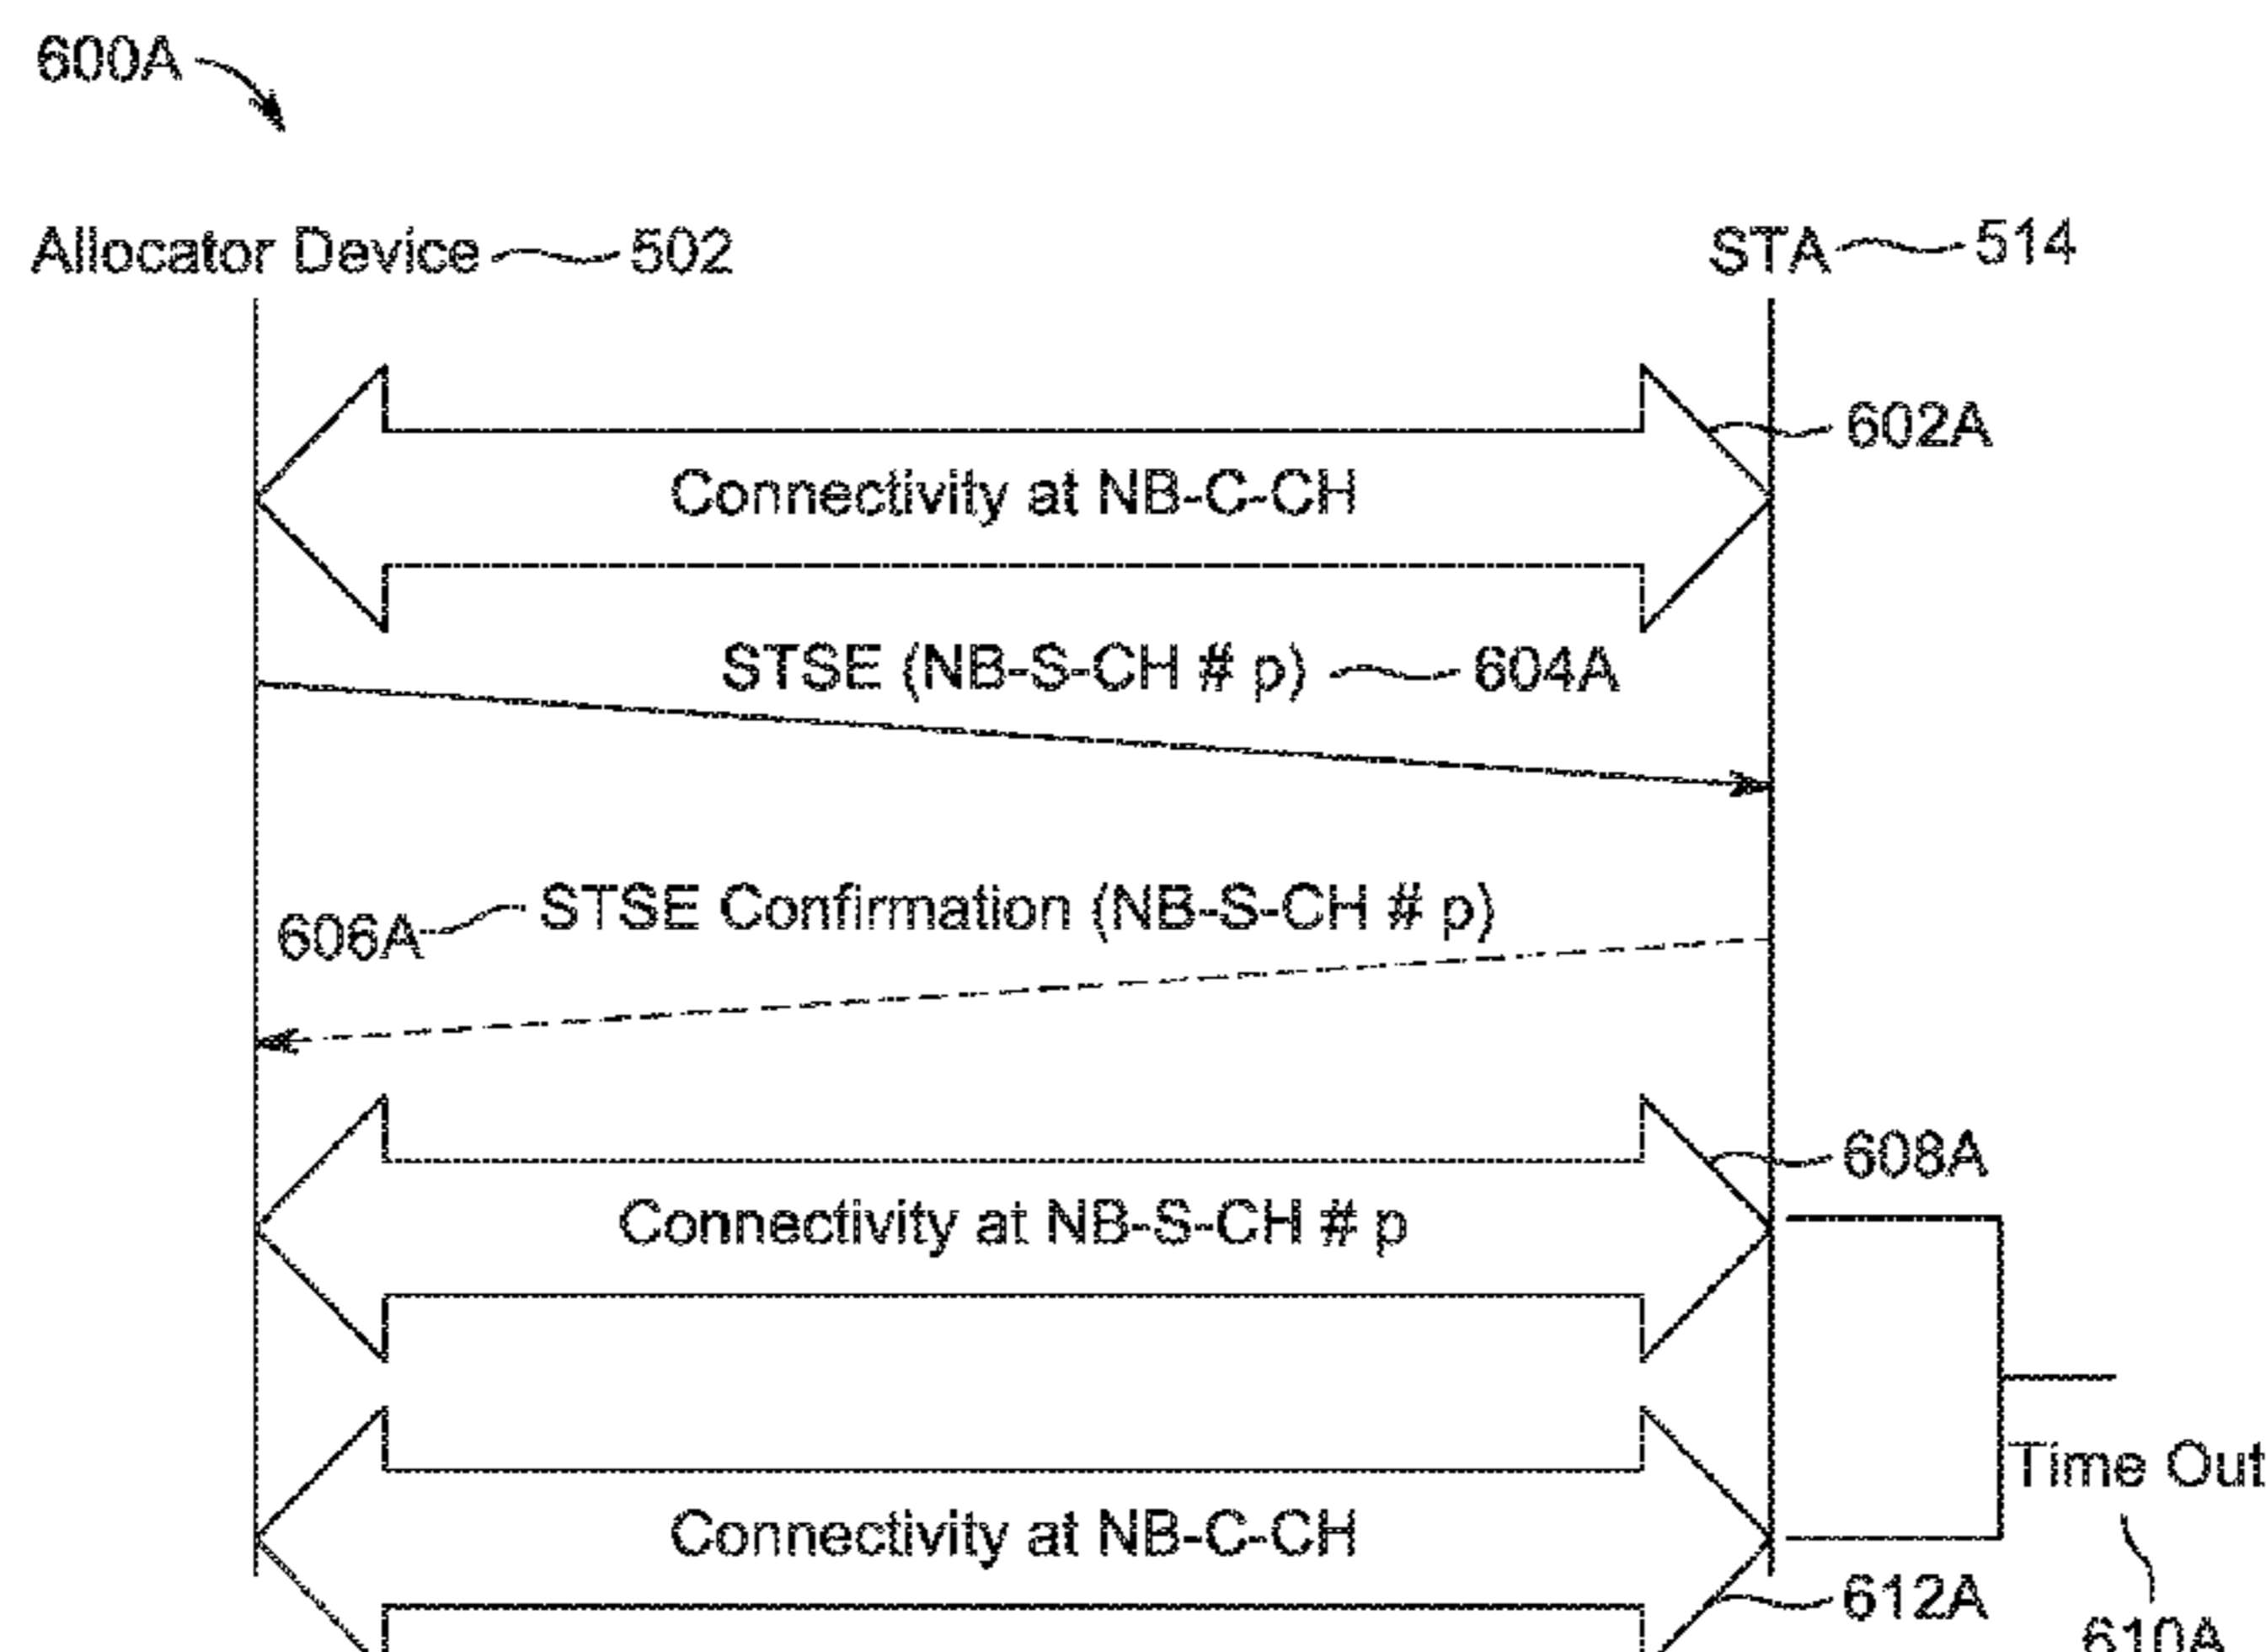 600A
Allocator Device 502
STA 514
602A
Connectivity at NB-C-CH
STSE (NB-S-CH # p) 604A
606A STSE Confirmation (NB-S-CH # p)
608A
Connectivity at NB-S-CH # p
Time Out
Connectivity at NB-C-CH
612A
610A